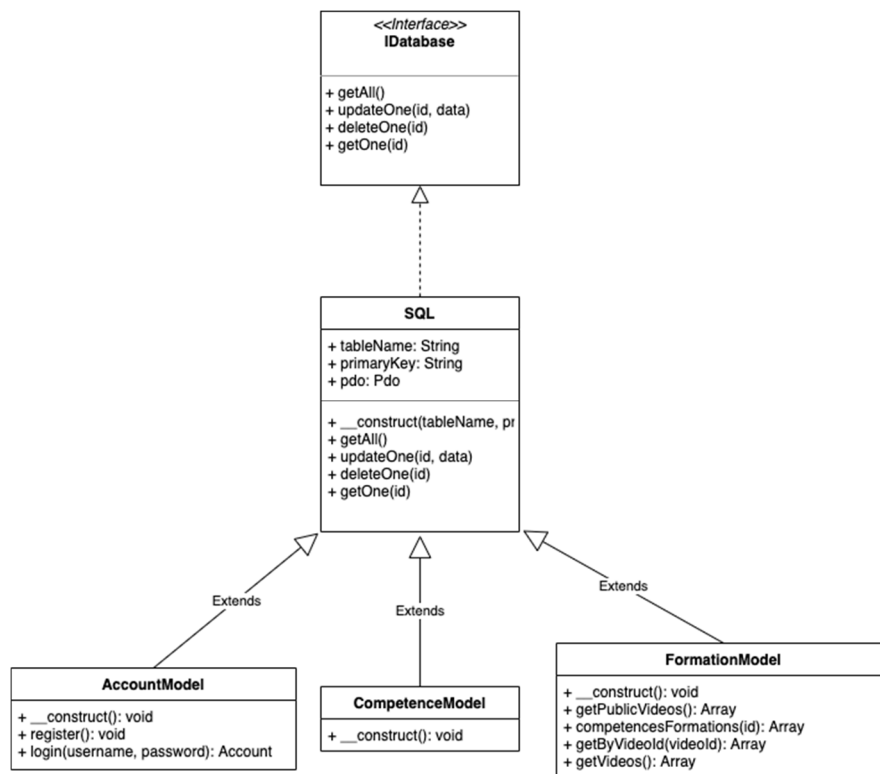 <<Interface>>
IDatabase
+ getAll()
+ updateOne(id, data)
+ deleteOne(id)
+ getOne(id)
SQL
+ tableName: String
+ primaryKey: String
+ pdo: Pdo
+ __construct(tableName, pr
+ getAll()
+ updateOne(id, data)
+ deleteOne(id)
+ getOne(id)
Extends
Extends
Extends
AccountModel
+ __construct(): void
+ register(): void
+ login(username, password): Account
CompetenceModel
+ __construct(): void
FormationModel
+ __construct(): void
+ getPublicVideos(): Array
+ competencesFormations(id): Array
+ getByVideoId(videoId): Array
+ getVideos(): Array